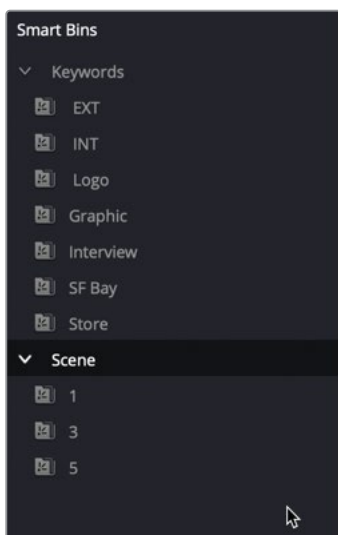 Smart Bins
Keywords
EXT
INT
Logo
Graphic
Interview
SF Bay
Store
Scene
1
3
5